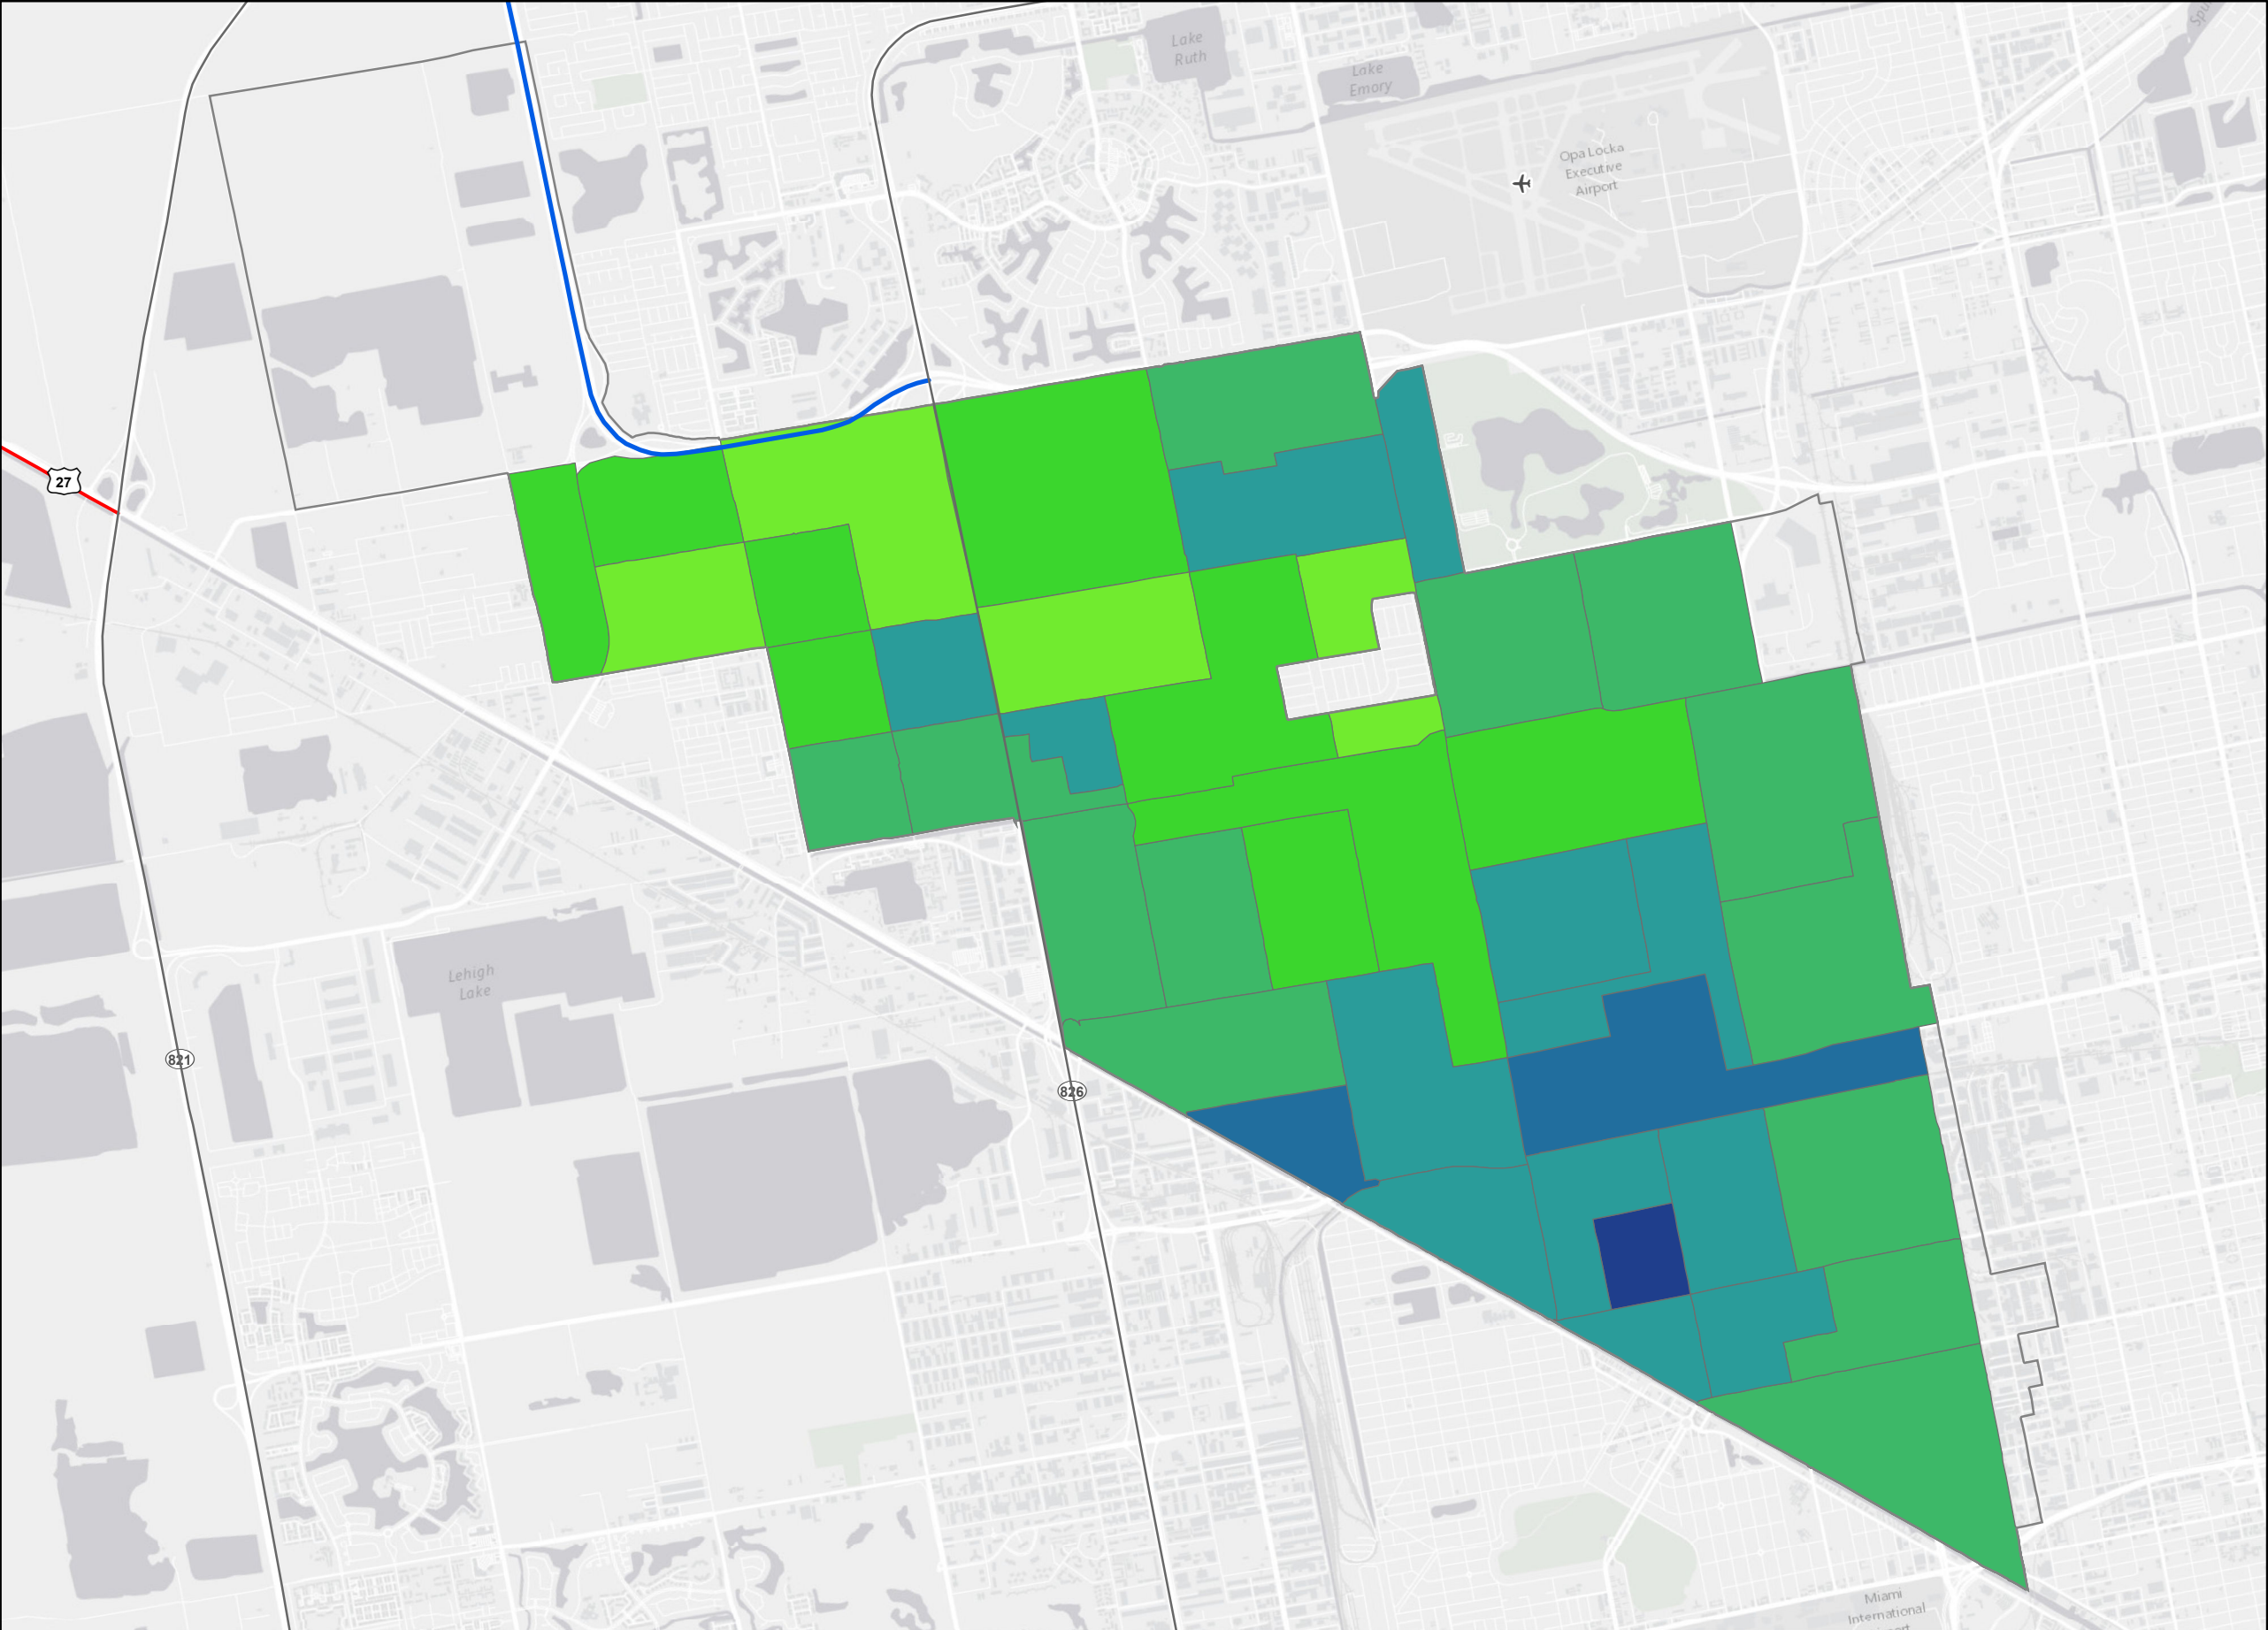 Lake
Ruth
Lake
Emory
Opa Locka
Executive
Airport
27
Lehigh
Lake
821
826
Miami
International